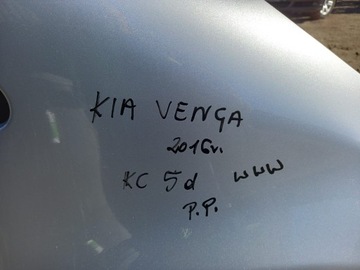 KIA VENGA
2016r.
KC 5d WWW
P.P.